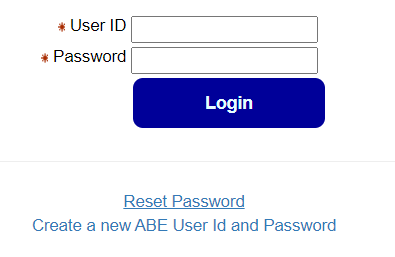 User ID
Password
Login
Reset Password
Create a new ABE User Id and Password